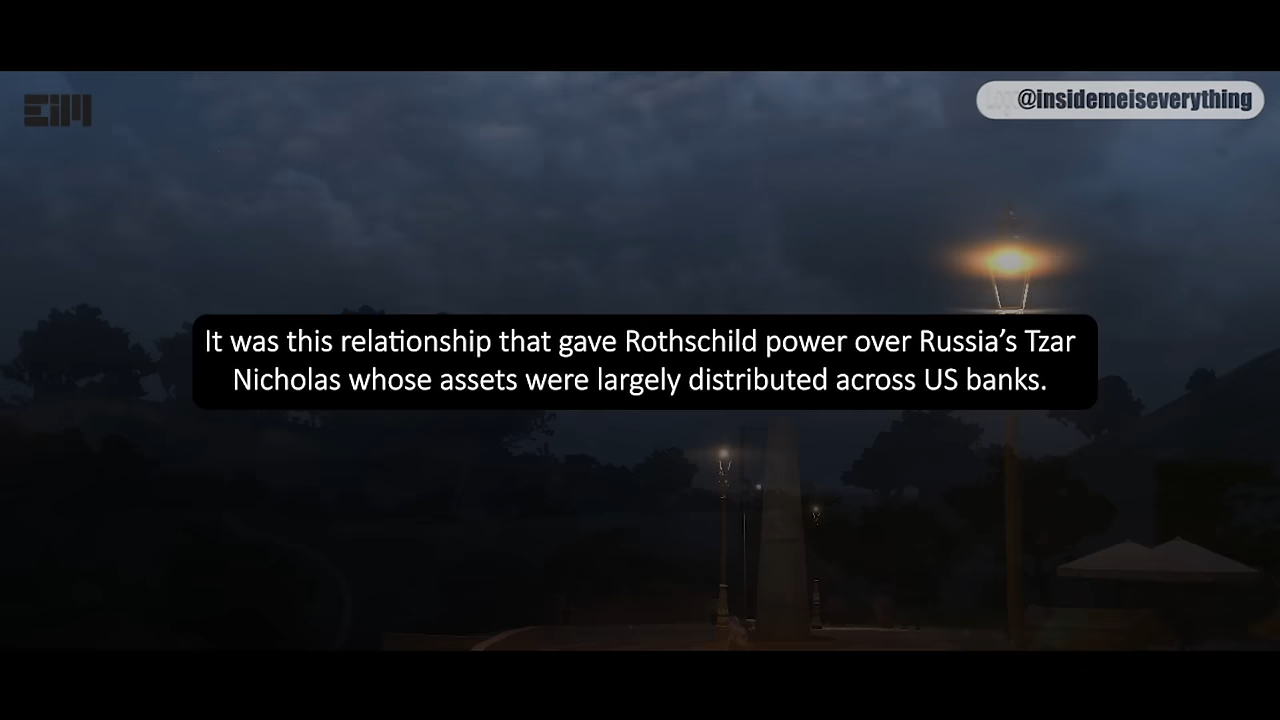 EiM
@insidemeiseverything
It was this relationship that gave Rothschild power over Russia’s Tzar
Nicholas whose assets were largely distributed across US banks.